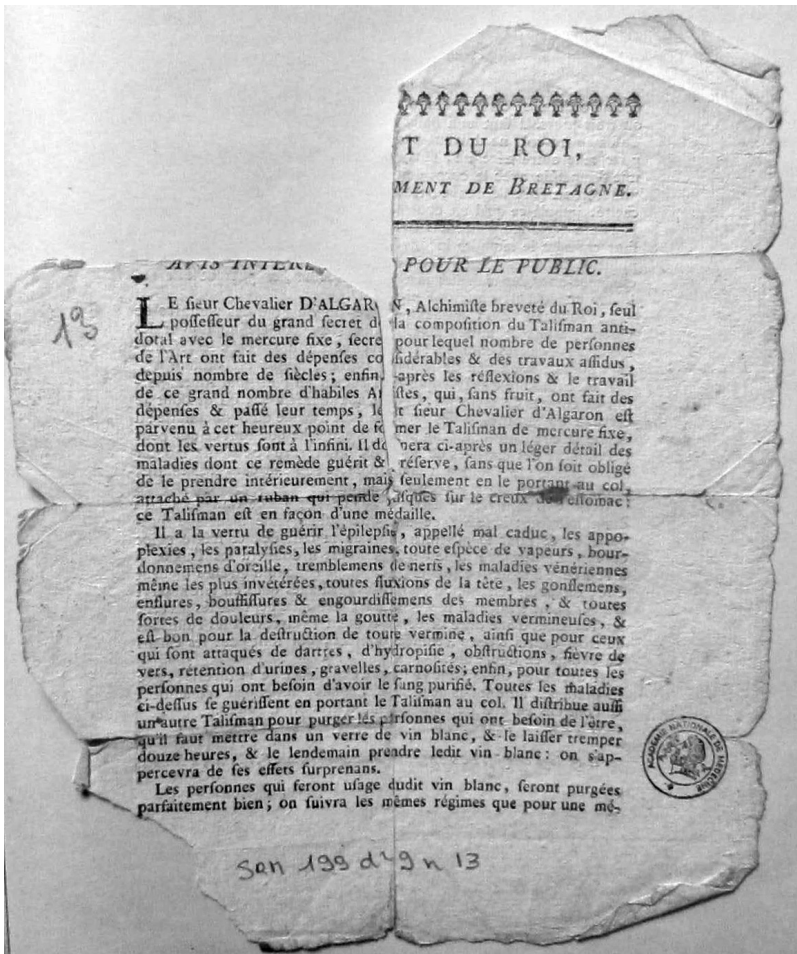 T DU ROI,
MENT DE BRETAGNE.
AVIS INTÉRE POUR LE PUBLIC.
13
LE ſieur Chevalier D'ALGARON, Alchimiſte breveté du Roi, ſeul
poſſeſſeur du grand ſecret d la compoſition du Taliſman anti-
dotal avec le mercure fixe, ſecre pour lequel nombre de perſonnes
de l'Art ont fait des dépenſes co ſidérables & des travaux aſſidus,
depuis nombre de ſiècles; enfin, après les réflexions & le travail
de ce grand nombre d'habiles A iſtes, qui, ſans fruit, ont fait des
dépenſes & paſſé leur temps, le t ſieur Chevalier d'Algaron eſt
parvenu à cet heureux point de fo mer le Taliſman de mercure fixe,
dont les vertus ſont à l'infini. Il do nera ci-après un léger détail des
maladies dont ce remède guérit & réſerve, ſans que l'on ſoit obligé
de le prendre intérieurement, mais ſeulement en le portant au col,
attaché par un ruban qui pende juſques ſur le creux de l'eſtomac:
ce Taliſman eſt en façon d'une médaille.
Il a la vertu de guérir l'épilepſie, appellé mal caduc, les appo-
plexies, les paralyſies, les migraines, toute eſpèce de vapeurs, bour-
donnemens d'oreille, tremblemens de nerfs, les maladies vénériennes
même les plus invétérées, toutes fluxions de la tête, les gonflemens,
enflures, bouffiſſures & engourdiſſemens des membres, & toutes
ſortes de douleurs, même la goutte, les maladies vermineuſes, &
eſt bon pour la deſtruction de toute vermine, ainſi que pour ceux
qui ſont attaqués de dartres, d'hydropiſie, obſtructions, fièvre de
vers, rétention d'urines, gravelles, carnoſités; enfin, pour toutes les
perſonnes qui ont beſoin d'avoir le ſang purifié. Toutes les maladies
ci-deſſus ſe guériſſent en portant le Taliſman au col. Il diſtribue auſſi
un autre Taliſman pour purger les perſonnes qui ont beſoin de l'être,
qu'il faut mettre dans un verre de vin blanc, & le laiſſer tremper
douze heures, & le lendemain prendre ledit vin blanc: on s'ap-
percevra de ſes effets ſurprenans.
Les perſonnes qui feront uſage dudit vin blanc, ſeront purgées
parfaitement bien; on ſuivra les mêmes régimes que pour une mé-
ACADÉMIE NATIONALE DE MÉDECINE
San 199 d 9 n 13